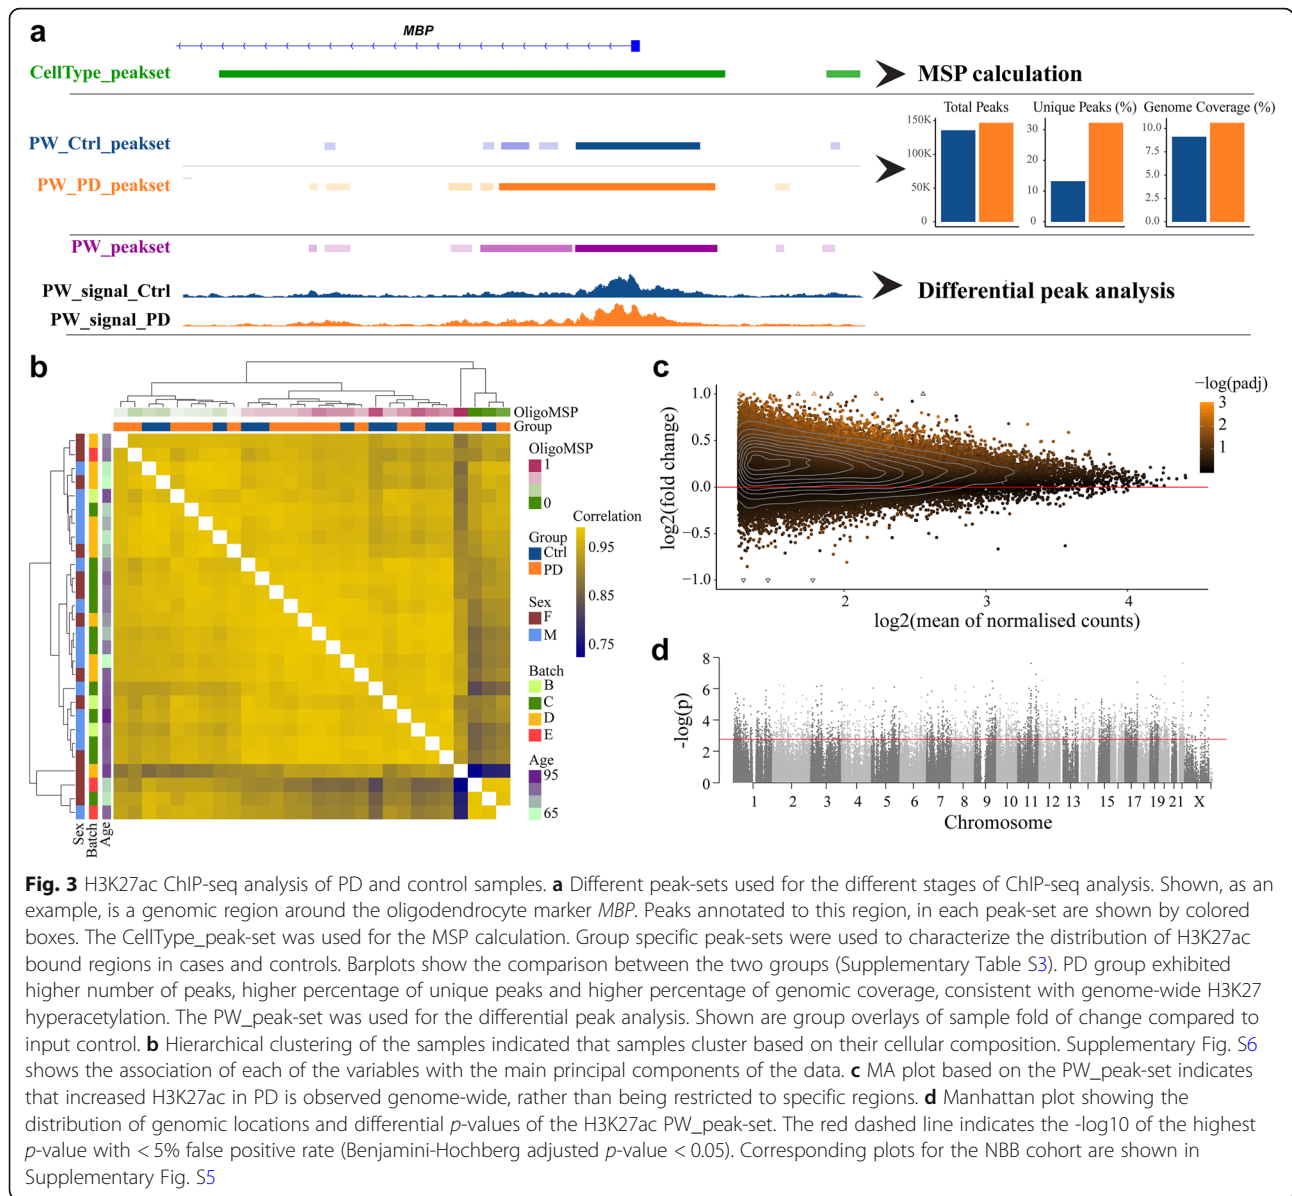 a
MBP
CellType_peakset
MSP calculation
Total Peaks
Unique Peaks (%)
Genome Coverage (%)
150K
100K
50K
0
30
20
10
0
10.0
7.5
5.0
2.5
0.0
PW_Ctrl_peakset
PW_PD_peakset
PW_peakset
PW_signal_Ctrl
PW_signal_PD
Differential peak analysis
b
OligoMSP
Group
OligoMSP
1
0
Group
Ctrl
PD
Sex
F
M
Batch
B
C
D
E
Age
95
65
Correlation
0.95
0.85
0.75
Sex
Batch
Age
c
1.0
0.5
0.0
−0.5
−1.0
log2(fold change)
2
3
4
log2(mean of normalised counts)
−log(padj)
3
2
1
d
8
6
4
2
0
-log(p)
1 2 3 4 5 6 7 8 9 10 11 12 13 15 17 19 21 X
Chromosome
Fig. 3 H3K27ac ChIP-seq analysis of PD and control samples. a Different peak-sets used for the different stages of ChIP-seq analysis. Shown, as an
example, is a genomic region around the oligodendrocyte marker MBP. Peaks annotated to this region, in each peak-set are shown by colored
boxes. The CellType_peak-set was used for the MSP calculation. Group specific peak-sets were used to characterize the distribution of H3K27ac
bound regions in cases and controls. Barplots show the comparison between the two groups (Supplementary Table S3). PD group exhibited
higher number of peaks, higher percentage of unique peaks and higher percentage of genomic coverage, consistent with genome-wide H3K27
hyperacetylation. The PW_peak-set was used for the differential peak analysis. Shown are group overlays of sample fold of change compared to
input control. b Hierarchical clustering of the samples indicated that samples cluster based on their cellular composition. Supplementary Fig. S6
shows the association of each of the variables with the main principal components of the data. c MA plot based on the PW_peak-set indicates
that increased H3K27ac in PD is observed genome-wide, rather than being restricted to specific regions. d Manhattan plot showing the
distribution of genomic locations and differential p-values of the H3K27ac PW_peak-set. The red dashed line indicates the -log10 of the highest
p-value with < 5% false positive rate (Benjamini-Hochberg adjusted p-value < 0.05). Corresponding plots for the NBB cohort are shown in
Supplementary Fig. S5